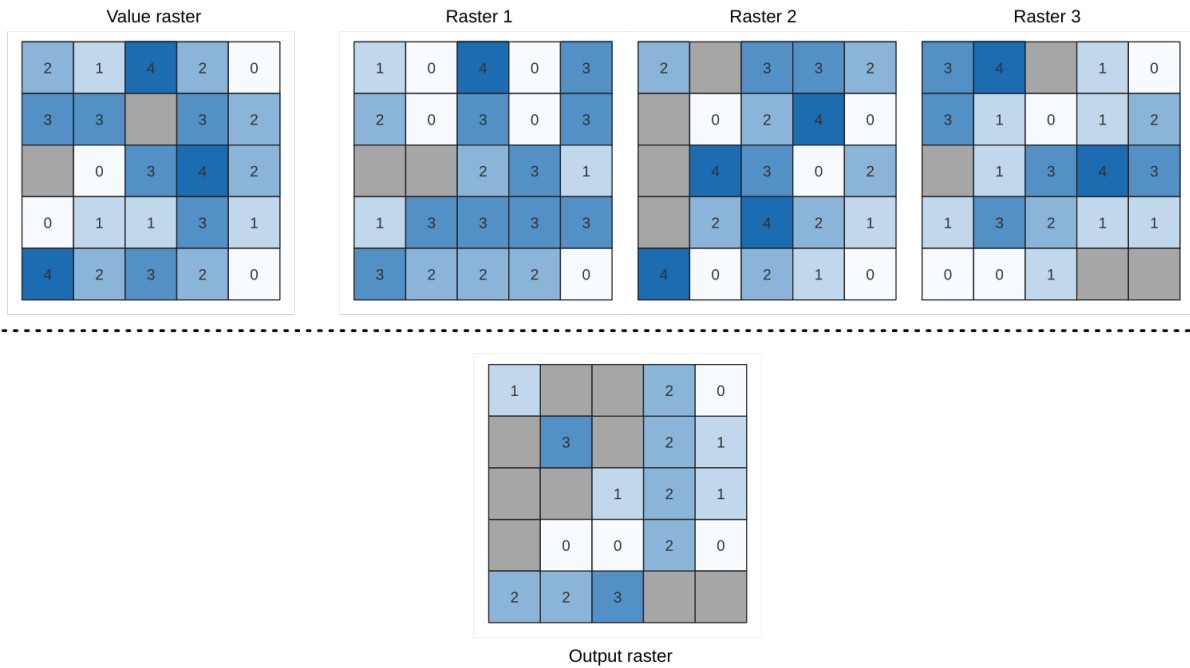 Value raster Raster 1 Raster 2 Raster 3
2 1 4 2 0 1 0 4 0 3 2 3 3 2 3 4 1 0
3 3 3 2 2 0 3 0 3 0 2 4 0 3 1 0 1 2
0 3 4 2 2 3 1 4 3 0 2 1 3 4 3
0 1 1 3 1 1 3 3 3 3 2 4 2 1 1 3 2 1 1
4 2 3 2 0 3 2 2 2 0 4 0 2 1 0 0 0 1
1 2 0
3 2 1
1 2 1
0 0 2 0
2 2 3
Output raster